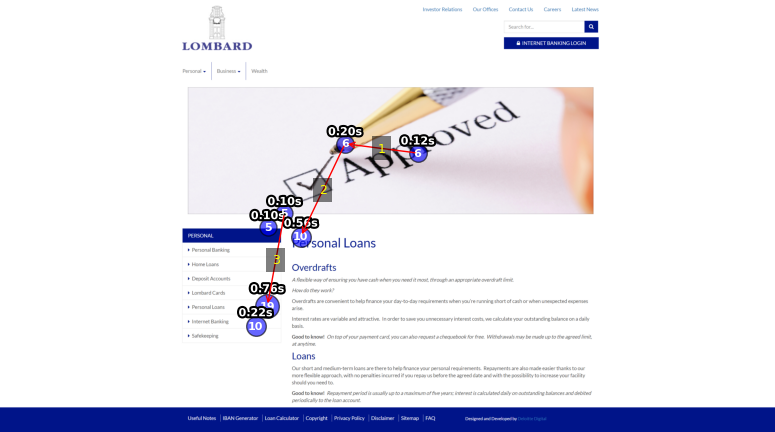 Investor Relations Our Offices Contact Us Careers Latest News
Search for...
LOMBARD
INTERNET BANKING LOGIN
Personal Business Wealth
Approved
0.20s
0.12s
6
1
6
2
0.10s
5
0.10s
5
0.56s
10
3
0.76s
19
0.22s
10
PERSONAL
Personal Banking
Home Loans
Deposit Accounts
Lombard Cards
Personal Loans
Internet Banking
Safekeeping
Personal Loans
Overdrafts
A flexible way of ensuring you have cash when you need it most, through an appropriate overdraft limit.
How do they work?
Overdrafts are convenient to help finance your day-to-day requirements when you're running short of cash or when unexpected expenses
arise.
Interest rates are variable and attractive. In order to save you unnecessary interest costs, we calculate your outstanding balance on a daily
basis.
Good to know! On top of your payment card, you can also request a chequebook for free. Withdrawals may be made up to the agreed limit,
at anytime.
Loans
Our short and medium-term loans are there to help finance your personal requirements. Repayments are also made easier thanks to our
more flexible approach, with no penalties incurred if you repay us before the agreed date and with the possibility to increase your facility
should you need to.
Good to know! Repayment period is usually up to a maximum of five years; interest is calculated daily on outstanding balances and debited
periodically to the loan account.
Useful Notes IBAN Generator Loan Calculator Copyright Privacy Policy Disclaimer Sitemap FAQ Designed and Developed by Deloitte Digital